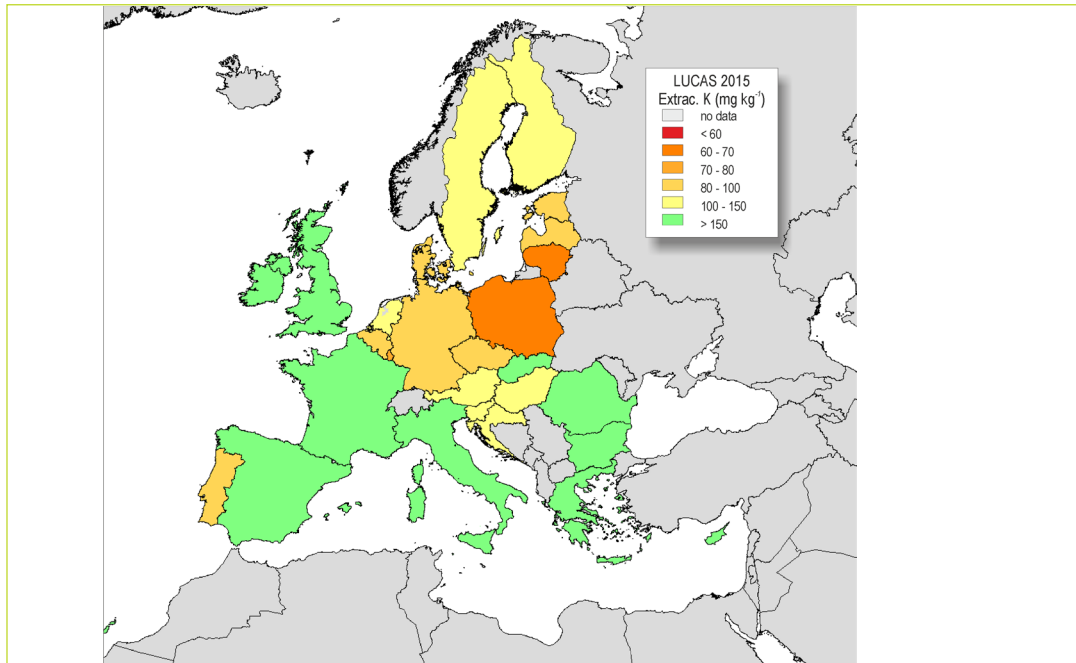 LUCAS 2015
Extrac. K (mg kg⁻¹)
no data
< 60
60 - 70
70 - 80
80 - 100
100 - 150
> 150